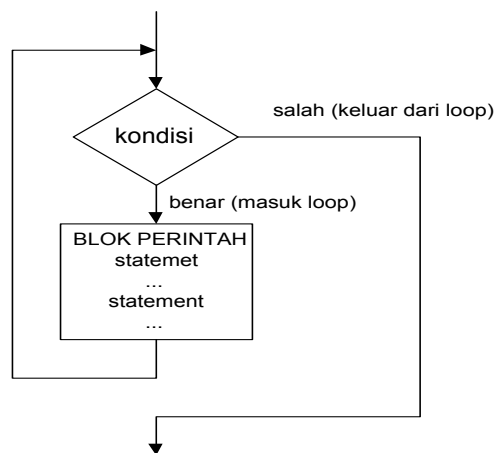 salah (keluar dari loop)
kondisi
benar (masuk loop)
BLOK PERINTAH
statemet
...
statement
...